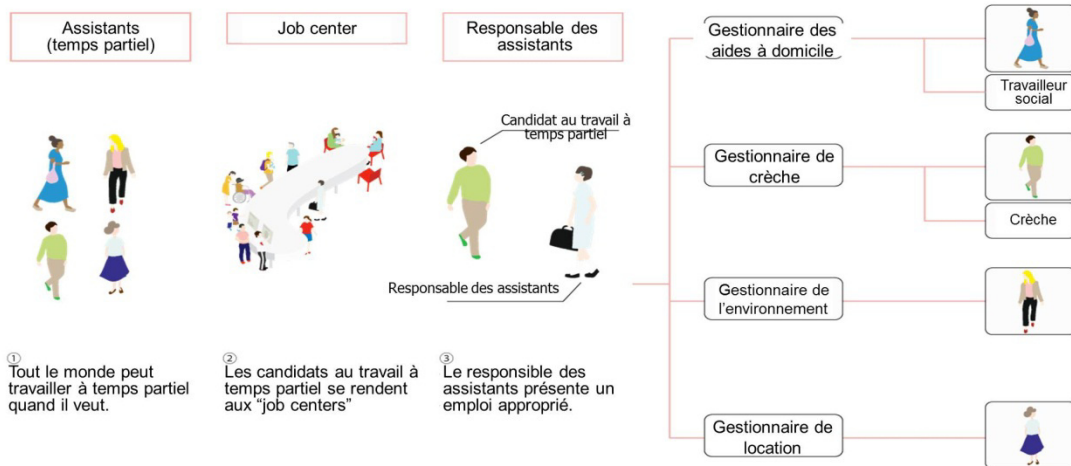 Assistants
(temps partiel)
Job center
Responsable des
assistants
Candidat au travail à
temps partiel
Responsable des assistants
①
Tout le monde peut
travailler à temps partiel
quand il veut.
②
Les candidats au travail à
temps partiel se rendent
aux “job centers”
③
Le responsible des
assistants présente un
emploi approprié.
Gestionnaire des
aides à domicile
Travailleur
social
Gestionnaire de
crèche
Crèche
Gestionnaire de
l’environnement
Gestionnaire de
location